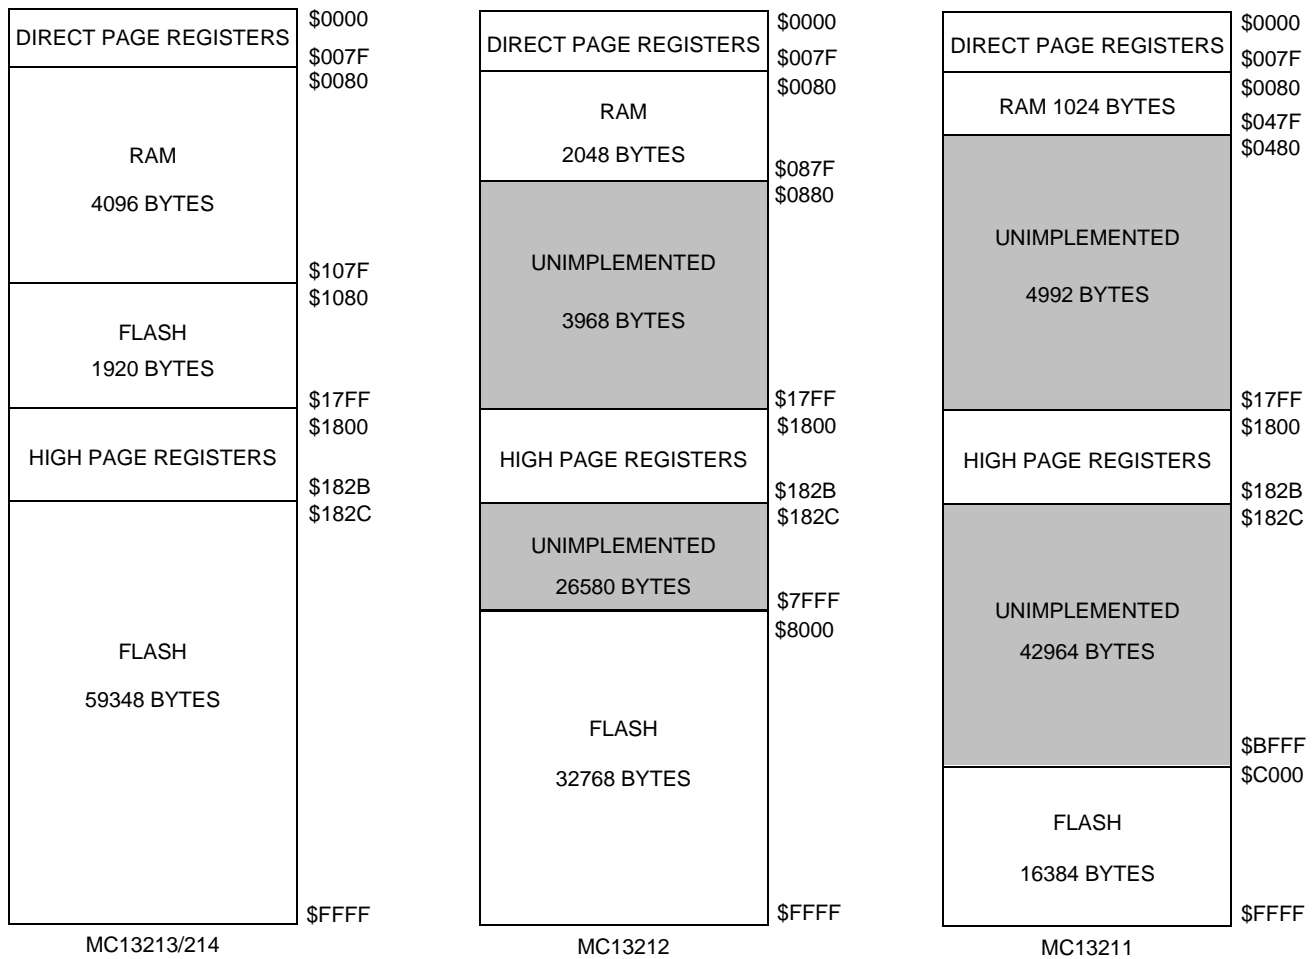 DIRECT PAGE REGISTERS
$0000
$007F
$0080
RAM
4096 BYTES
$107F
$1080
FLASH
1920 BYTES
$17FF
$1800
HIGH PAGE REGISTERS
$182B
$182C
FLASH
59348 BYTES
$FFFF
MC13213/214
DIRECT PAGE REGISTERS
$0000
$007F
$0080
RAM
2048 BYTES
$087F
$0880
UNIMPLEMENTED
3968 BYTES
$17FF
$1800
HIGH PAGE REGISTERS
$182B
$182C
UNIMPLEMENTED
26580 BYTES
$7FFF
$8000
FLASH
32768 BYTES
$FFFF
MC13212
DIRECT PAGE REGISTERS
$0000
$007F
$0080
RAM 1024 BYTES
$047F
$0480
UNIMPLEMENTED
4992 BYTES
$17FF
$1800
HIGH PAGE REGISTERS
$182B
$182C
UNIMPLEMENTED
42964 BYTES
$BFFF
$C000
FLASH
16384 BYTES
$FFFF
MC13211